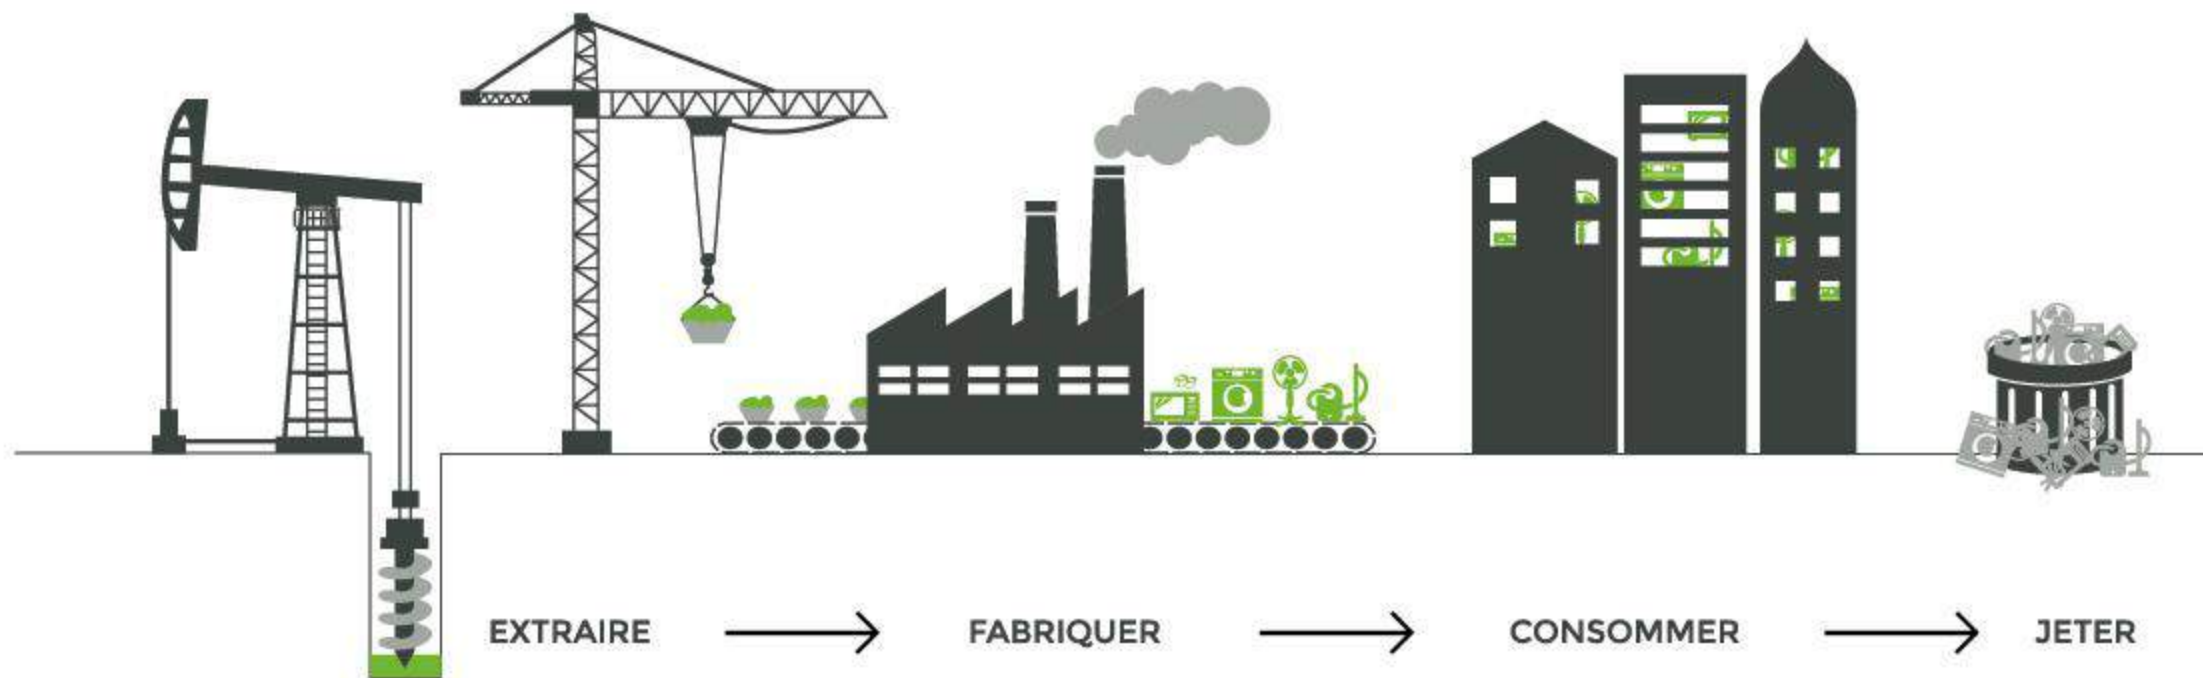 EXTRAIRE → FABRIQUER → CONSOMMER → JETER